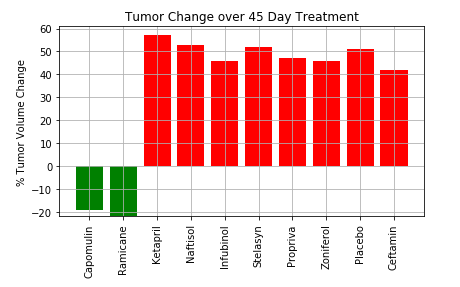 Tumor Change over 45 Day Treatment
% Tumor Volume Change
60
50
40
30
20
10
0
−10
−20
Capomulin
Ramicane
Ketapril
Naftisol
Infubinol
Stelasyn
Propriva
Zoniferol
Placebo
Ceftamin